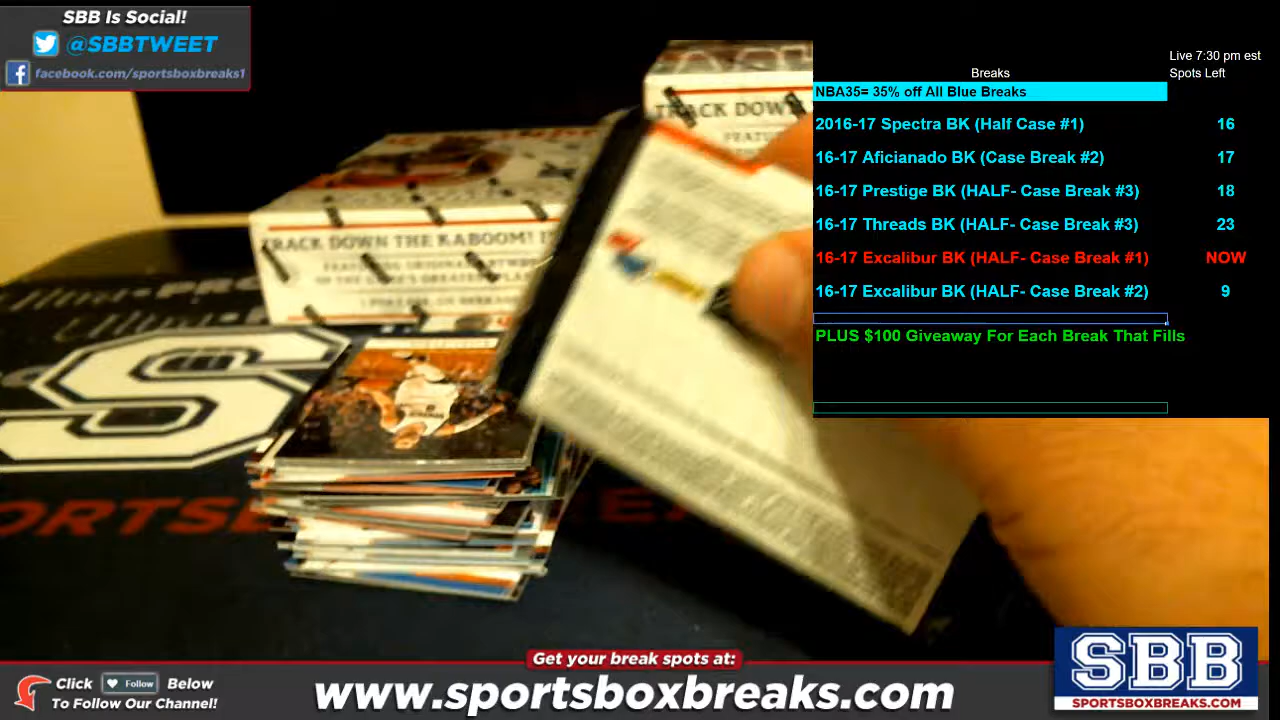 SBB Is Social!
@SBBTWEET
facebook.com/sportsboxbreaks1
Live 7:30 pm est
Breaks
Spots Left
NBA35= 35% off All Blue Breaks
2016-17 Spectra BK (Half Case #1) 16
16-17 Aficianado BK (Case Break #2) 17
16-17 Prestige BK (HALF- Case Break #3) 18
16-17 Threads BK (HALF- Case Break #3) 23
16-17 Excalibur BK (HALF- Case Break #1) NOW
16-17 Excalibur BK (HALF- Case Break #2) 9
PLUS $100 Giveaway For Each Break That Fills
TRACK DOWN
TRACK DOWN THE KABOOM!
S
Get your break spots at:
Click Follow Below
To Follow Our Channel!
www.sportsboxbreaks.com
SBB
SPORTSBOXBREAKS.COM